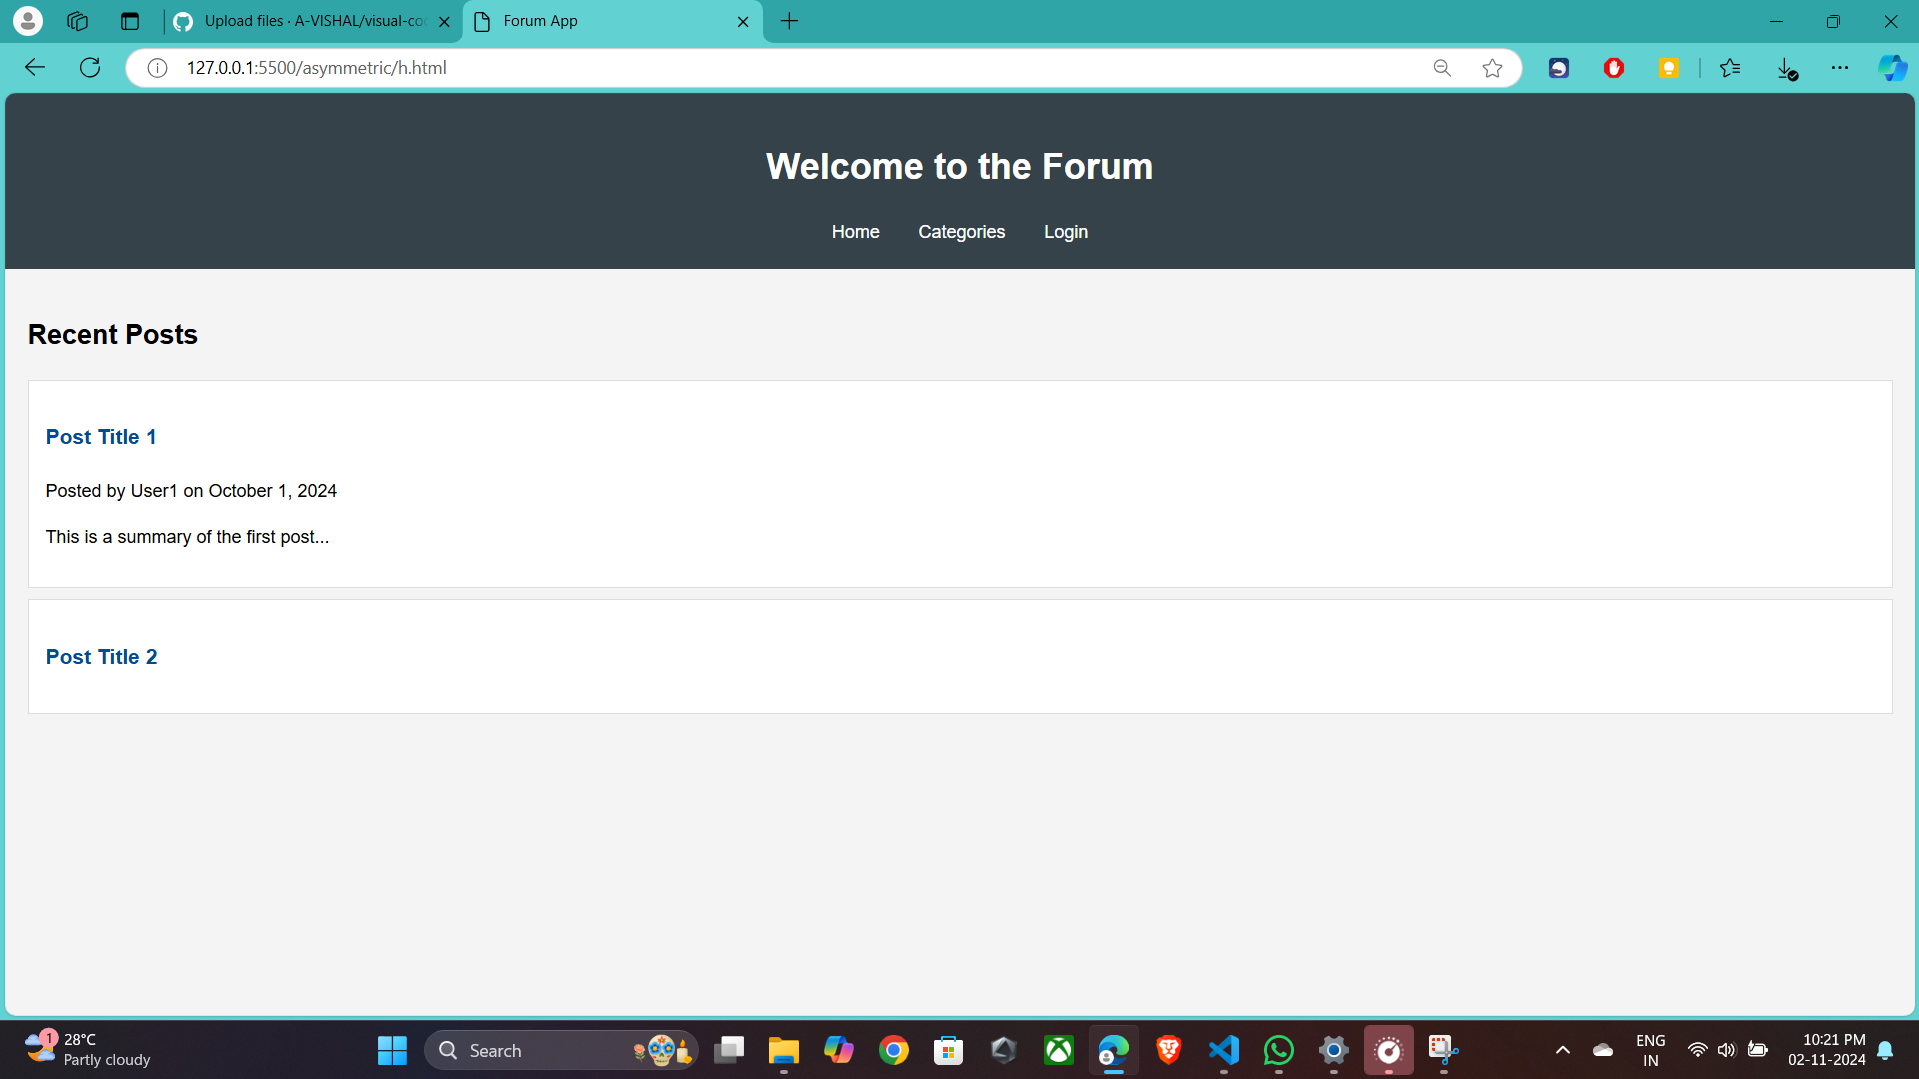 Upload files · A-VISHAL/visual-co
Forum App
127.0.0.1:5500/asymmetric/h.html
Welcome to the Forum
Home Categories Login
Recent Posts
Post Title 1
Posted by User1 on October 1, 2024
This is a summary of the first post...
Post Title 2
1
28°C
Partly cloudy
Search
ENG
IN
10:21 PM
02-11-2024